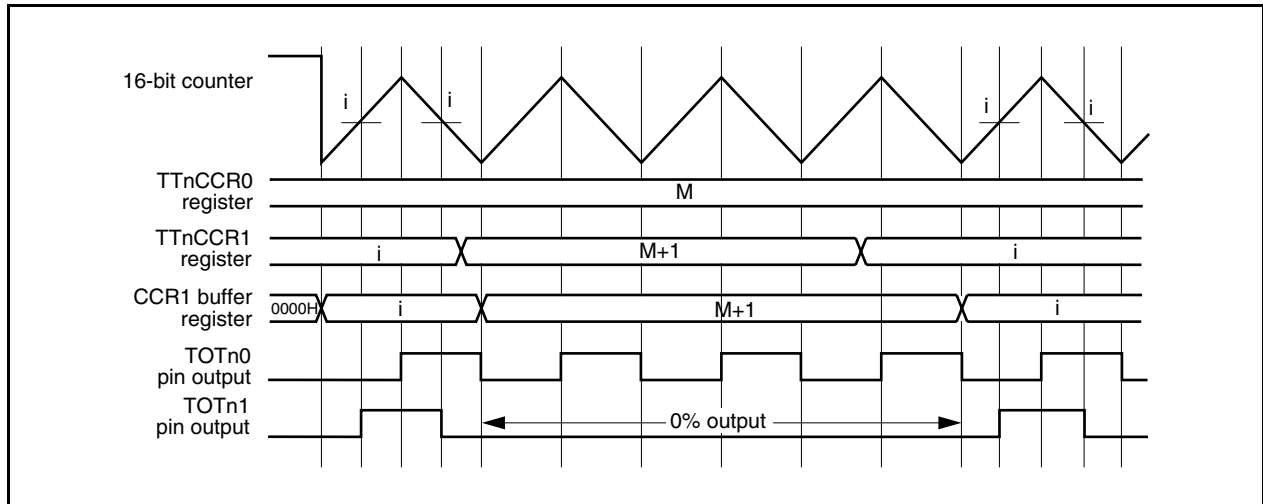 16-bit counter
i
i
i
i
TTnCCR0
register
M
TTnCCR1
register
i
M+1
i
CCR1 buffer
register
0000H
i
M+1
i
TOTn0
pin output
TOTn1
pin output
0% output